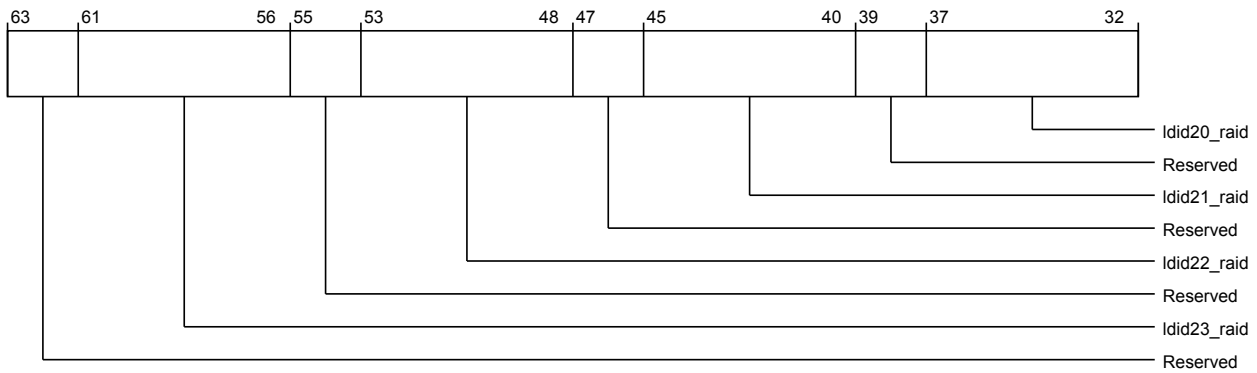 63 61 56 55 53 48 47 45 40 39 37 32
ldid20_raid
Reserved
ldid21_raid
Reserved
ldid22_raid
Reserved
ldid23_raid
Reserved